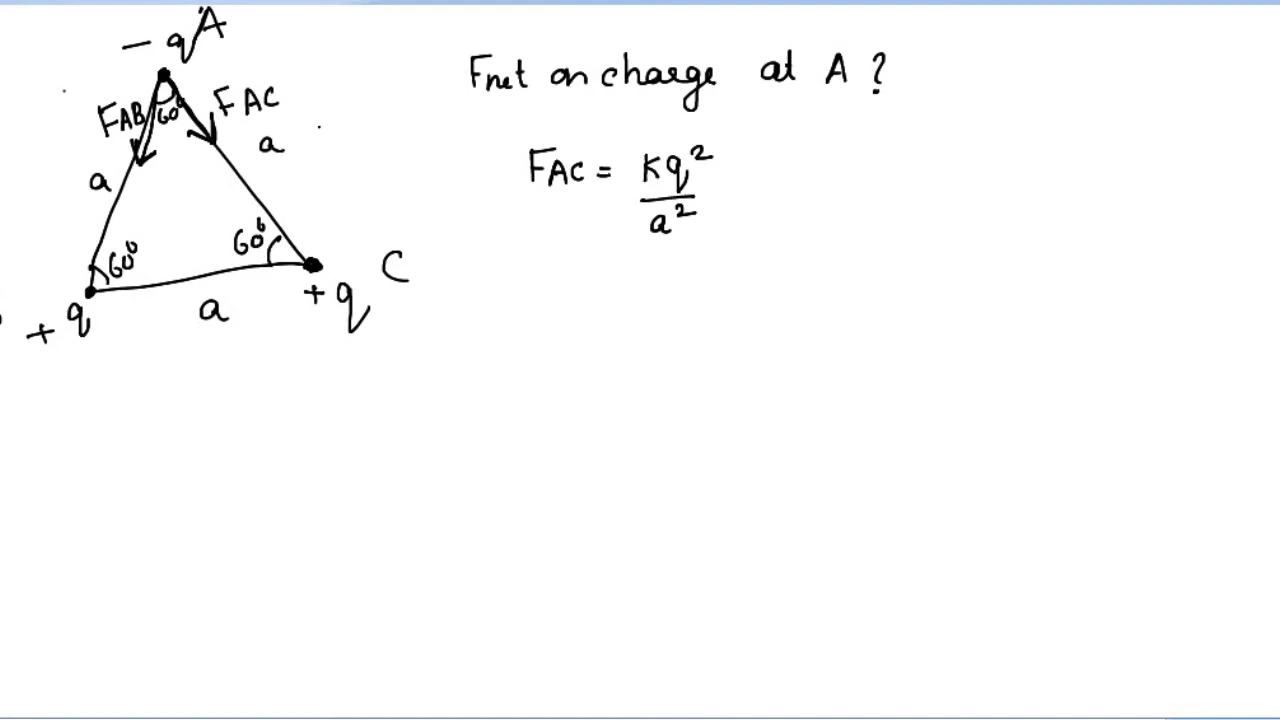 - q A
Fnet on charge at A ?
FAB 60° FAC
a
a
FAC = Kq²
a²
60°
60°
C
+ q
a
+ q